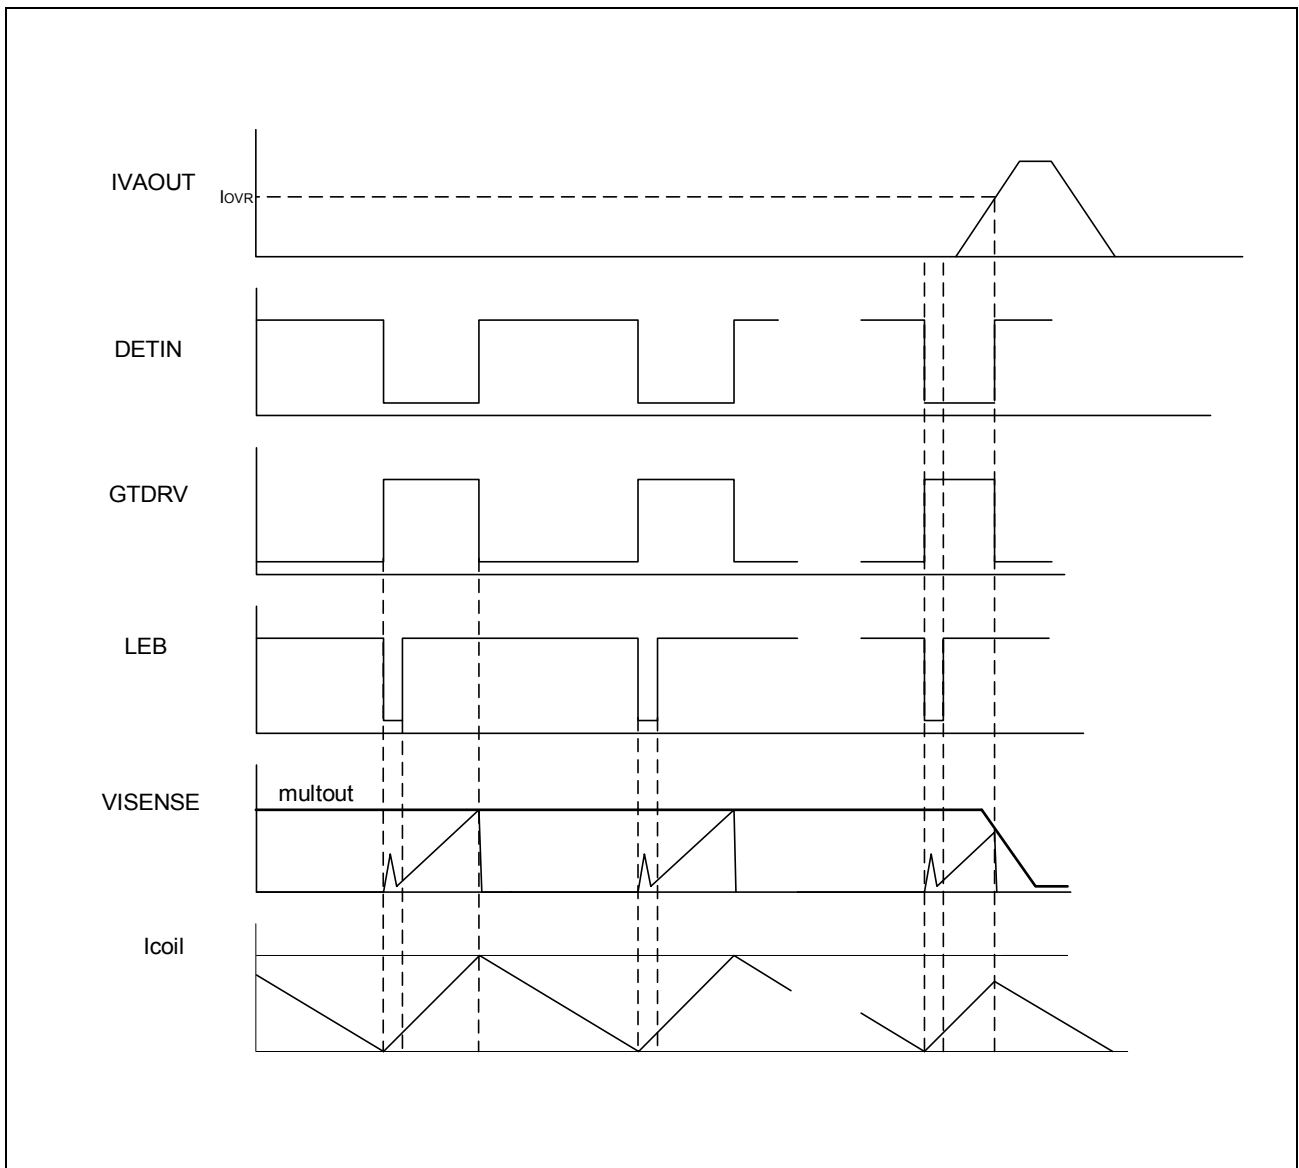 IVAOUT
IOVR
DETIN
GTDRV
LEB
VISENSE
multout
Icoil